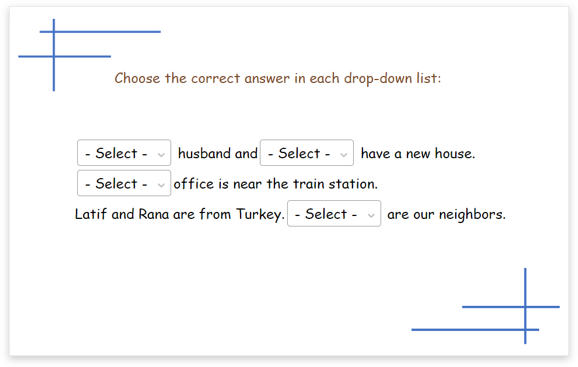 Choose the correct answer in each drop-down list:
- Select - husband and - Select - have a new house.
- Select - office is near the train station.
Latif and Rana are from Turkey. - Select - are our neighbors.